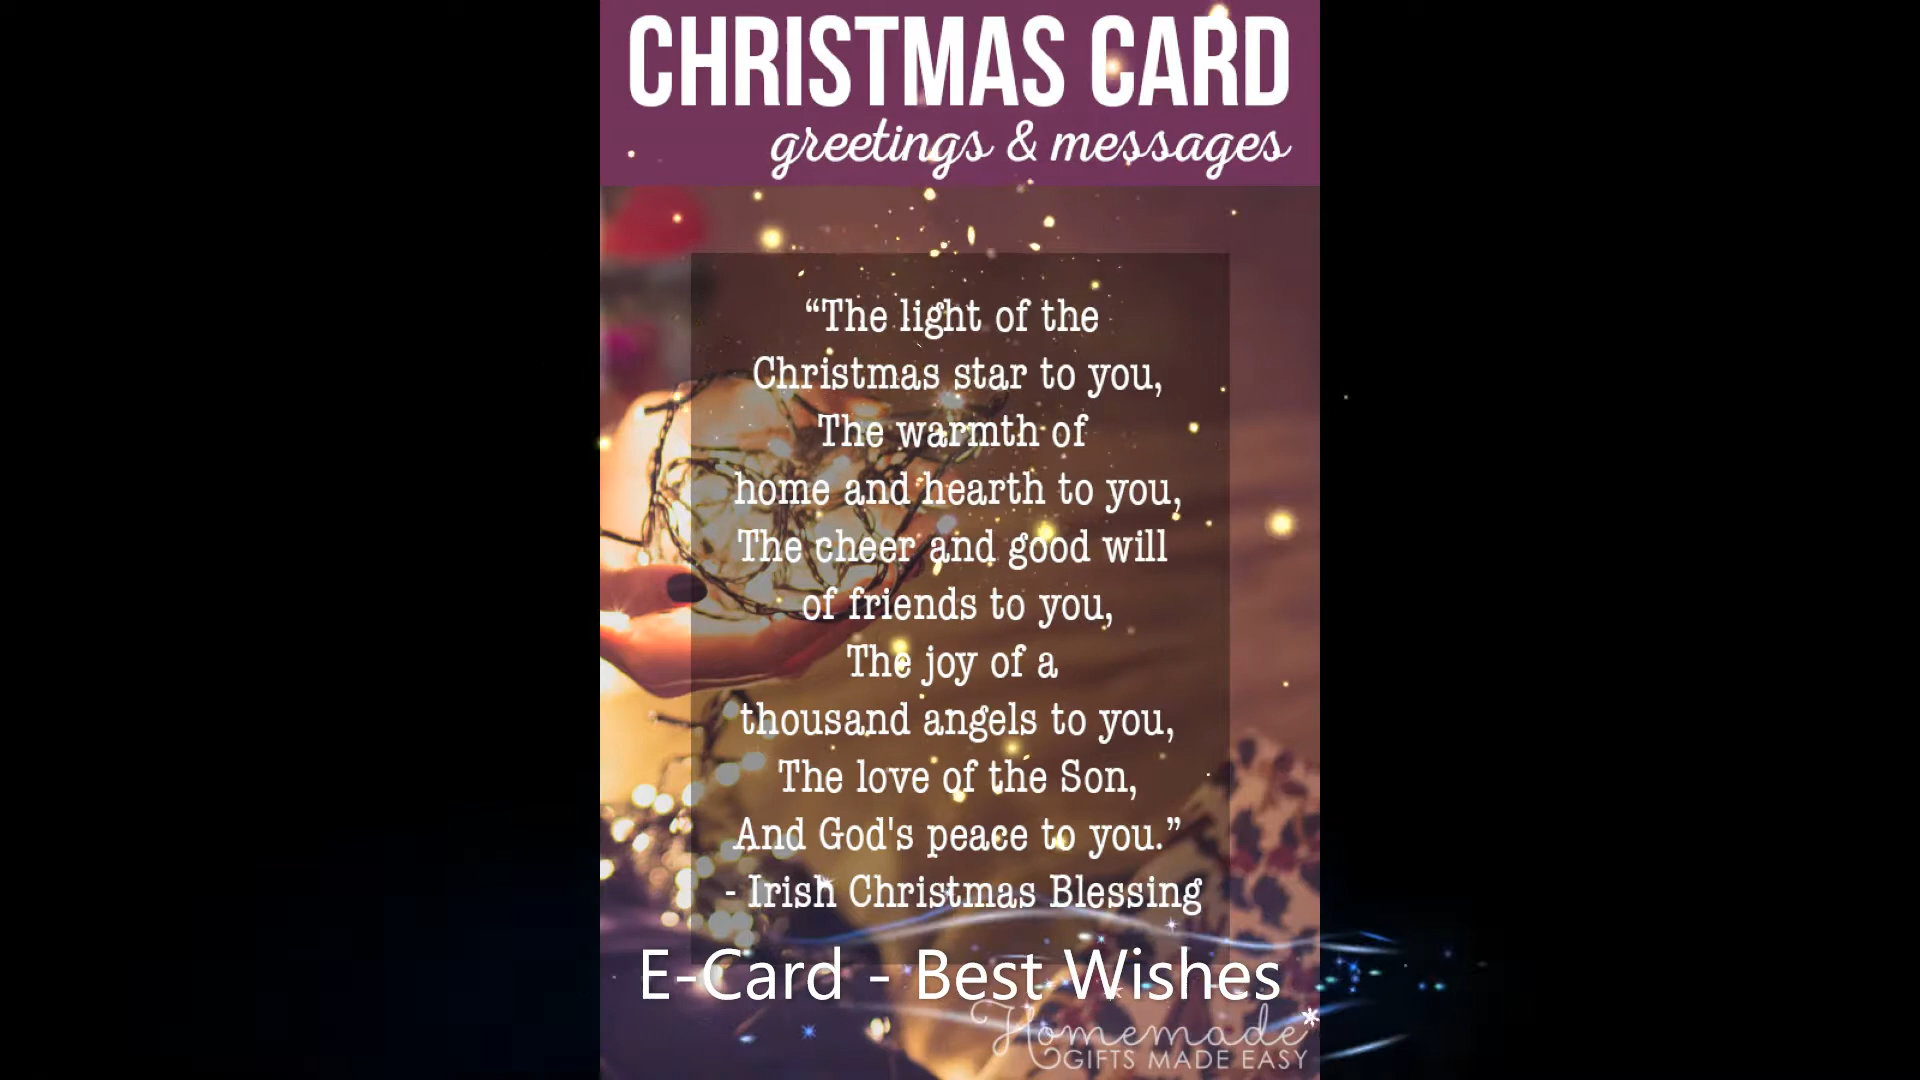 CHRISTMAS CARD
greetings & messages
“The light of the
Christmas star to you,
The warmth of
home and hearth to you,
The cheer and good will
of friends to you,
The joy of a
thousand angels to you,
The love of the Son,
And God's peace to you.”
- Irish Christmas Blessing
E-Card - Best Wishes
Homemade
GIFTS MADE EASY